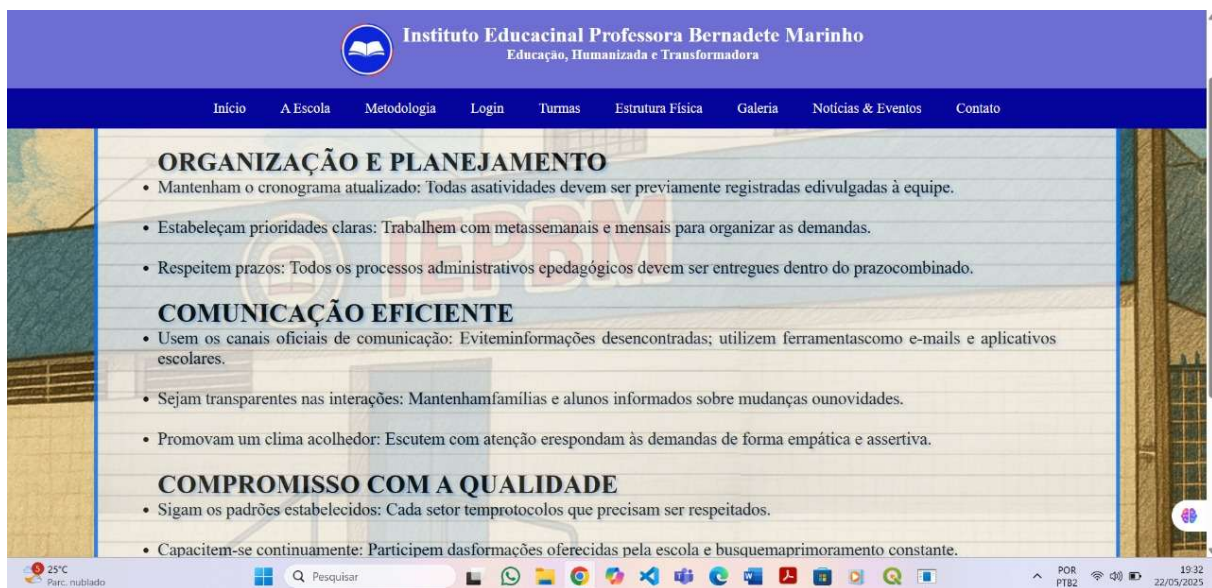 Instituto Educacinal Professora Bernadete Marinho
Educação, Humanizada e Transformadora
Início A Escola Metodologia Login Turmas Estrutura Física Galeria Notícias & Eventos Contato
IEPBM
ORGANIZAÇÃO E PLANEJAMENTO
• Mantenham o cronograma atualizado: Todas asatividades devem ser previamente registradas edivulgadas à equipe.
• Estabeleçam prioridades claras: Trabalhem com metassemanais e mensais para organizar as demandas.
• Respeitem prazos: Todos os processos administrativos epedagógicos devem ser entregues dentro do prazocombinado.
COMUNICAÇÃO EFICIENTE
• Usem os canais oficiais de comunicação: Eviteminformações desencontradas; utilizem ferramentascomo e-mails e aplicativos
escolares.
• Sejam transparentes nas interações: Mantenhamfamílias e alunos informados sobre mudanças ounovidades.
• Promovam um clima acolhedor: Escutem com atenção erespondam às demandas de forma empática e assertiva.
COMPROMISSO COM A QUALIDADE
• Sigam os padrões estabelecidos: Cada setor temprotocolos que precisam ser respeitados.
• Capacitem-se continuamente: Participem dasformações oferecidas pela escola e busquemaprimoramento constante.
5 25°C
Parc. nublado
Pesquisar
POR
PTB2
19:32
22/05/2025